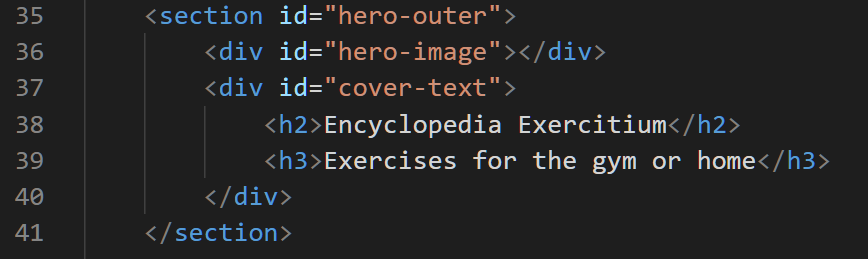 35 <section id="hero-outer">
36 <div id="hero-image"></div>
37 <div id="cover-text">
38 <h2>Encyclopedia Exercitium</h2>
39 <h3>Exercises for the gym or home</h3>
40 </div>
41 </section>